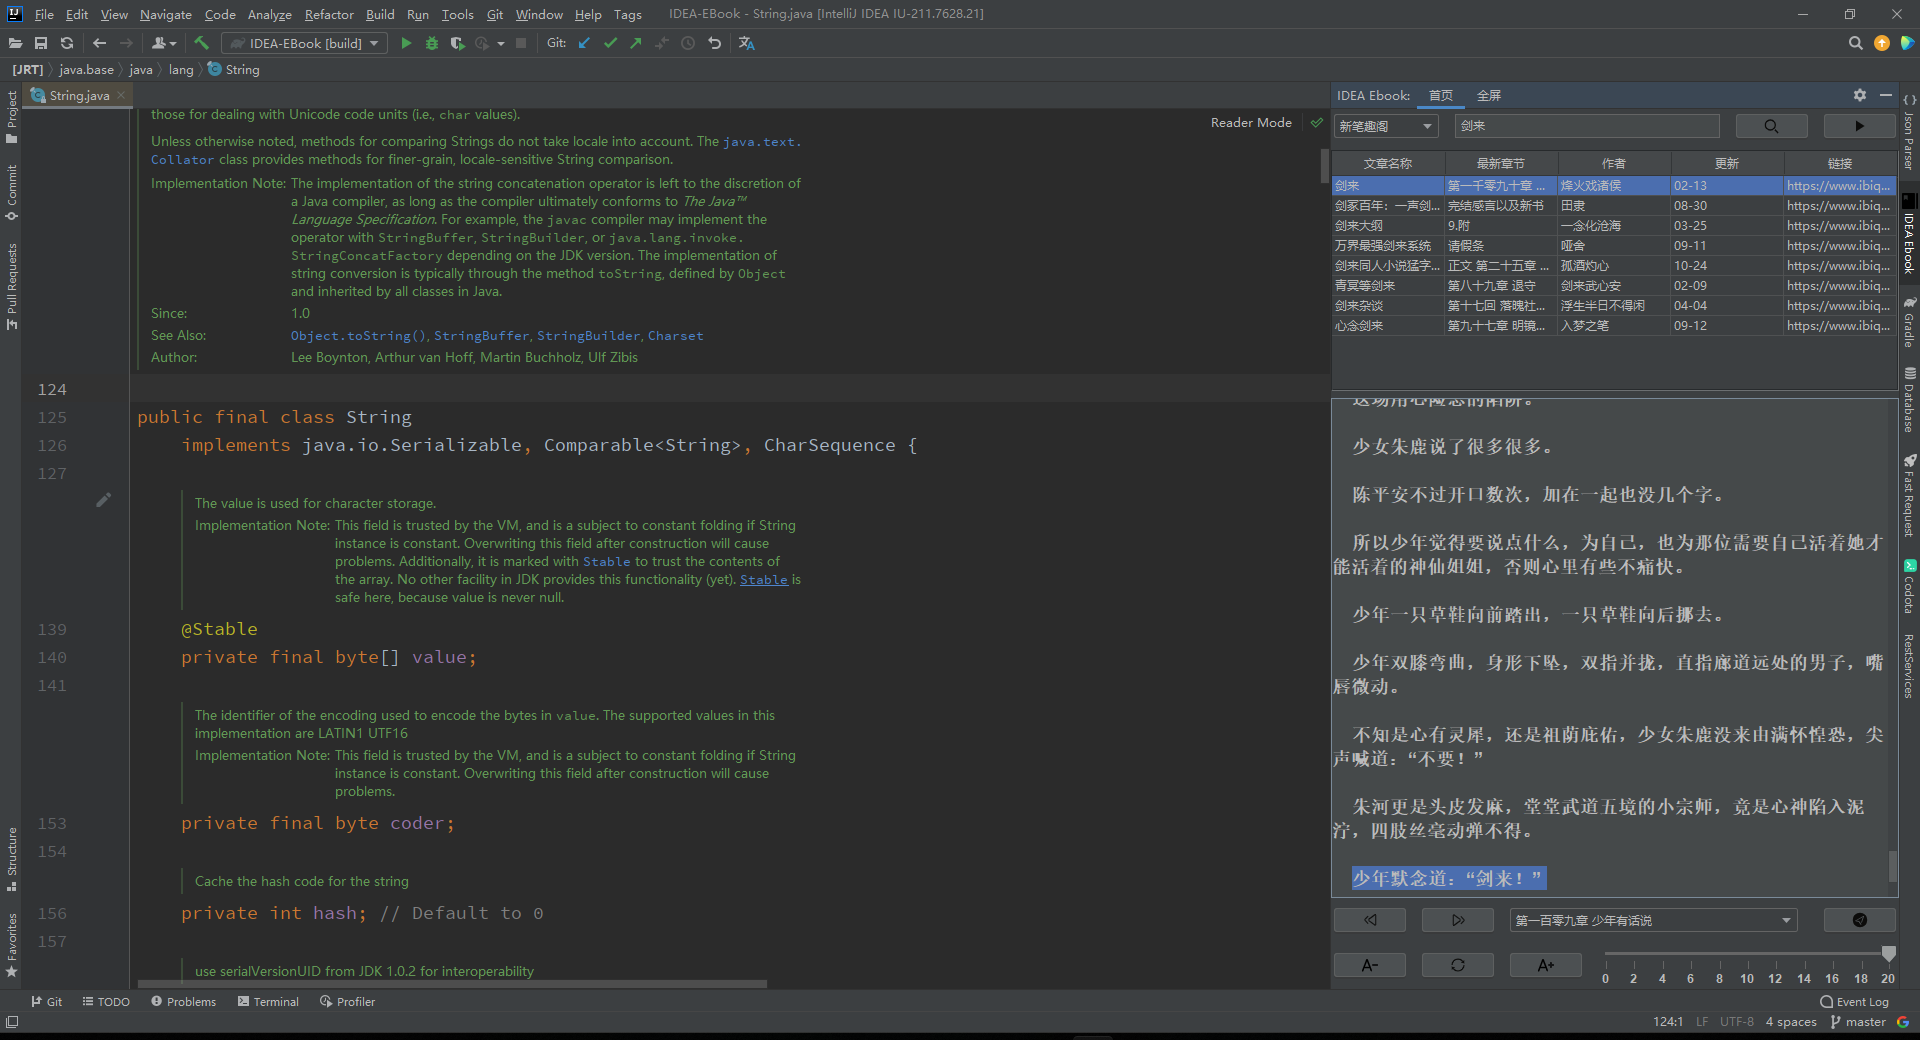 File Edit View Navigate Code Analyze Refactor Build Run Tools Git Window Help Tags IDEA-EBook - String.java [IntelliJ IDEA IU-211.7628.21]
IDEA-EBook [build] Git:
[JRT] java.base java lang String
String.java
those for dealing with Unicode code units (i.e., char values).
Unless otherwise noted, methods for comparing Strings do not take locale into account. The java.text.
Collator class provides methods for finer-grain, locale-sensitive String comparison.
Implementation Note: The implementation of the string concatenation operator is left to the discretion of
a Java compiler, as long as the compiler ultimately conforms to The Java™
Language Specification. For example, the javac compiler may implement the
operator with StringBuffer, StringBuilder, or java.lang.invoke.
StringConcatFactory depending on the JDK version. The implementation of
string conversion is typically through the method toString, defined by Object
and inherited by all classes in Java.
Since: 1.0
See Also: Object.toString(), StringBuffer, StringBuilder, Charset
Author: Lee Boynton, Arthur van Hoff, Martin Buchholz, Ulf Zibis
Reader Mode
124
125 public final class String
126 implements java.io.Serializable, Comparable<String>, CharSequence {
127
The value is used for character storage.
Implementation Note: This field is trusted by the VM, and is a subject to constant folding if String
instance is constant. Overwriting this field after construction will cause
problems. Additionally, it is marked with Stable to trust the contents of
the array. No other facility in JDK provides this functionality (yet). Stable is
safe here, because value is never null.
139 @Stable
140 private final byte[] value;
141
The identifier of the encoding used to encode the bytes in value. The supported values in this
implementation are LATIN1 UTF16
Implementation Note: This field is trusted by the VM, and is a subject to constant folding if String
instance is constant. Overwriting this field after construction will cause
problems.
153 private final byte coder;
154
Cache the hash code for the string
156 private int hash; // Default to 0
157
use serialVersionUID from JDK 1.0.2 for interoperability
Project
Commit
Pull Requests
Structure
Favorites
IDEA Ebook: 首页 全屏
新笔趣阁 剑来
文章名称 最新章节 作者 更新 链接
剑来 第一千零九十章 ... 烽火戏诸侯 02-13 https://www.ibiq...
剑冢百年：一声剑... 完结感言以及新书 田隶 08-30 https://www.ibiq...
剑来大纲 9.附 一念化沧海 03-25 https://www.ibiq...
万界最强剑来系统 请假条 哑舍 09-11 https://www.ibiq...
剑来同人小说猛字... 正文 第二十五章 ... 孤酒灼心 10-24 https://www.ibiq...
青冥等剑来 第八十九章 退守 剑来武心安 02-09 https://www.ibiq...
剑来杂谈 第十七回 落魄社... 浮生半日不得闲 04-04 https://www.ibiq...
心念剑来 第九十七章 明镜... 入梦之笔 09-12 https://www.ibiq...
这场用心险恶的陷阱。
少女朱鹿说了很多很多。
陈平安不过开口数次，加在一起也没几个字。
所以少年觉得要说点什么，为自己，也为那位需要自己活着她才
能活着的神仙姐姐，否则心里有些不痛快。
少年一只草鞋向前踏出，一只草鞋向后挪去。
少年双膝弯曲，身形下坠，双指并拢，直指廊道远处的男子，嘴
唇微动。
不知是心有灵犀，还是祖荫庇佑，少女朱鹿没来由满怀惶恐，尖
声喊道：“不要！”
朱河更是头皮发麻，堂堂武道五境的小宗师，竟是心神陷入泥
泞，四肢丝毫动弹不得。
少年默念道：“剑来！”
第一百零九章 少年有话说
A- A+
0 2 4 6 8 10 12 14 16 18 20
Json Parser
IDEA Ebook
Gradle
Database
Fast Request
Codota
RestServices
Git TODO Problems Terminal Profiler Event Log
124:1 LF UTF-8 4 spaces master